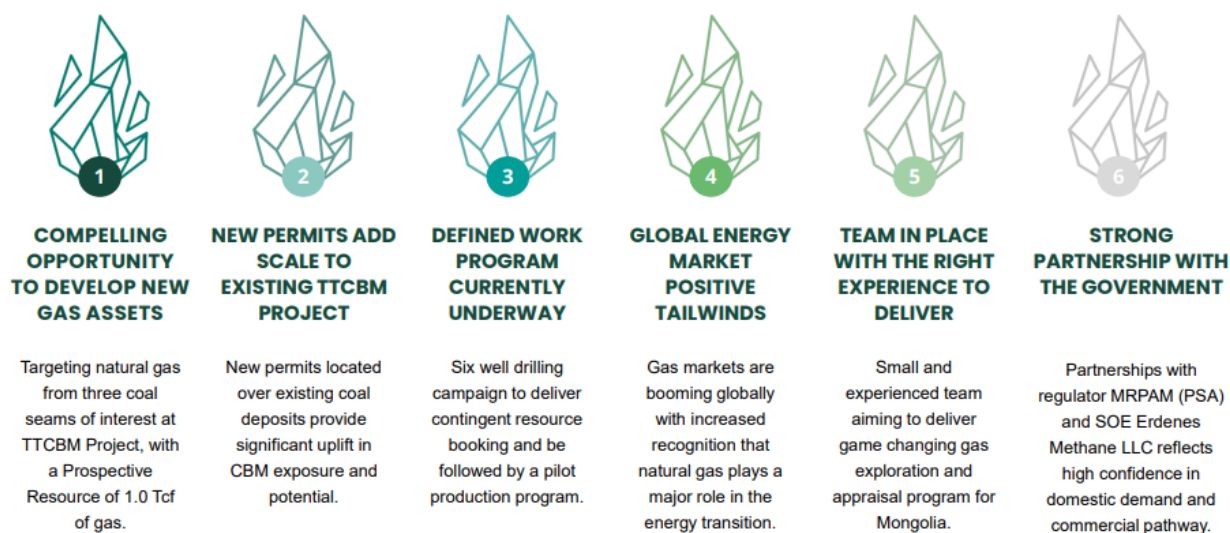 1
COMPELLING
OPPORTUNITY
TO DEVELOP NEW
GAS ASSETS
Targeting natural gas
from three coal
seams of interest at
TTCBM Project, with
a Prospective
Resource of 1.0 Tcf
of gas.
2
NEW PERMITS ADD
SCALE TO
EXISTING TTCBM
PROJECT
New permits located
over existing coal
deposits provide
significant uplift in
CBM exposure and
potential.
3
DEFINED WORK
PROGRAM
CURRENTLY
UNDERWAY
Six well drilling
campaign to deliver
contingent resource
booking and be
followed by a pilot
production program.
4
GLOBAL ENERGY
MARKET
POSITIVE
TAILWINDS
Gas markets are
booming globally
with increased
recognition that
natural gas plays a
major role in the
energy transition.
5
TEAM IN PLACE
WITH THE RIGHT
EXPERIENCE TO
DELIVER
Small and
experienced team
aiming to deliver
game changing gas
exploration and
appraisal program for
Mongolia.
6
STRONG
PARTNERSHIP WITH
THE GOVERNMENT
Partnerships with
regulator MRPAM (PSA)
and SOE Erdenes
Methane LLC reflects
high confidence in
domestic demand and
commercial pathway.